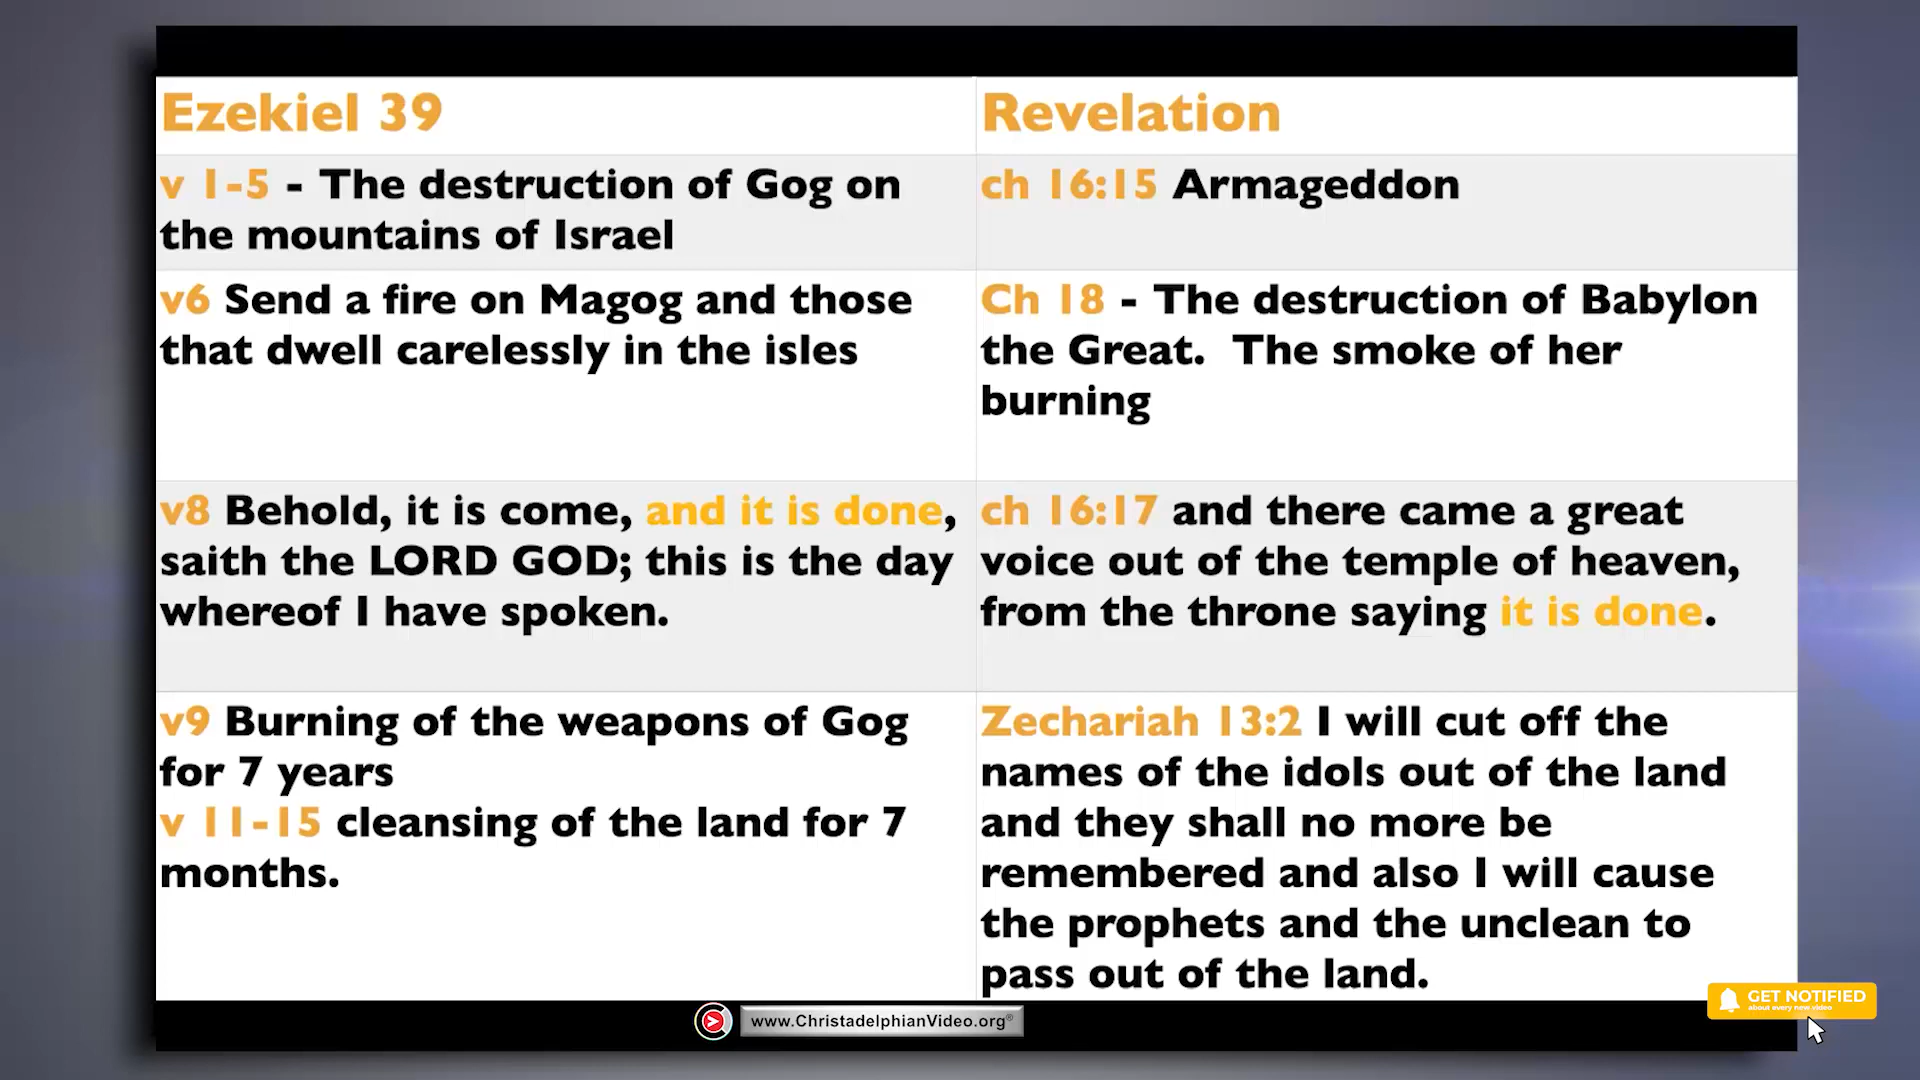 Ezekiel 39
Revelation
v 1-5 - The destruction of Gog on
the mountains of Israel
ch 16:15 Armageddon
v6 Send a fire on Magog and those
that dwell carelessly in the isles
Ch 18 - The destruction of Babylon
the Great. The smoke of her
burning
v8 Behold, it is come, and it is done,
saith the LORD GOD; this is the day
whereof I have spoken.
ch 16:17 and there came a great
voice out of the temple of heaven,
from the throne saying it is done.
v9 Burning of the weapons of Gog
for 7 years
v 11-15 cleansing of the land for 7
months.
Zechariah 13:2 I will cut off the
names of the idols out of the land
and they shall no more be
remembered and also I will cause
the prophets and the unclean to
pass out of the land.
www.ChristadelphianVideo.org®
GET NOTIFIED
about every new video